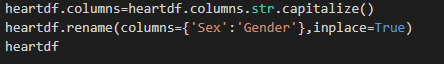 heartdf.columns=heartdf.columns.str.capitalize()
heartdf.rename(columns={'Sex':'Gender'},inplace=True)
heartdf